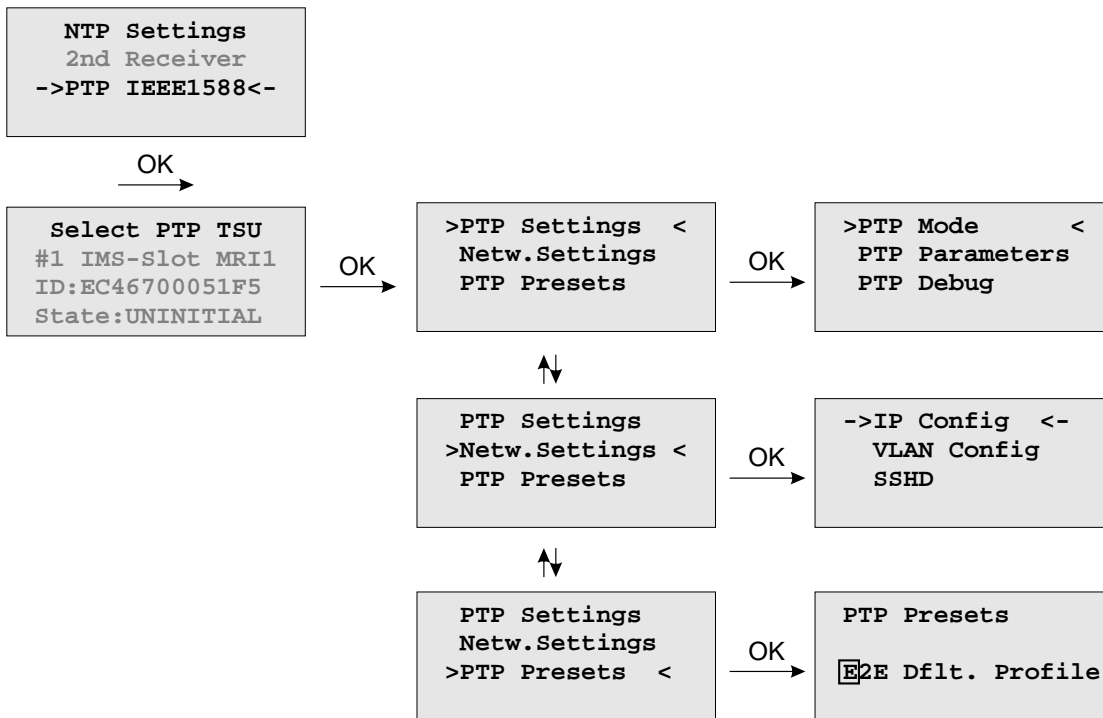 NTP Settings
2nd Receiver
->PTP IEEE1588<-
OK
Select PTP TSU
#1 IMS-Slot MRI1
ID:EC46700051F5
State:UNINITIAL
OK
>PTP Settings <
Netw.Settings
PTP Presets
OK
>PTP Mode <
PTP Parameters
PTP Debug
PTP Settings
>Netw.Settings <
PTP Presets
OK
->IP Config <-
VLAN Config
SSHD
PTP Settings
Netw.Settings
>PTP Presets <
OK
PTP Presets
E2E Dflt. Profile